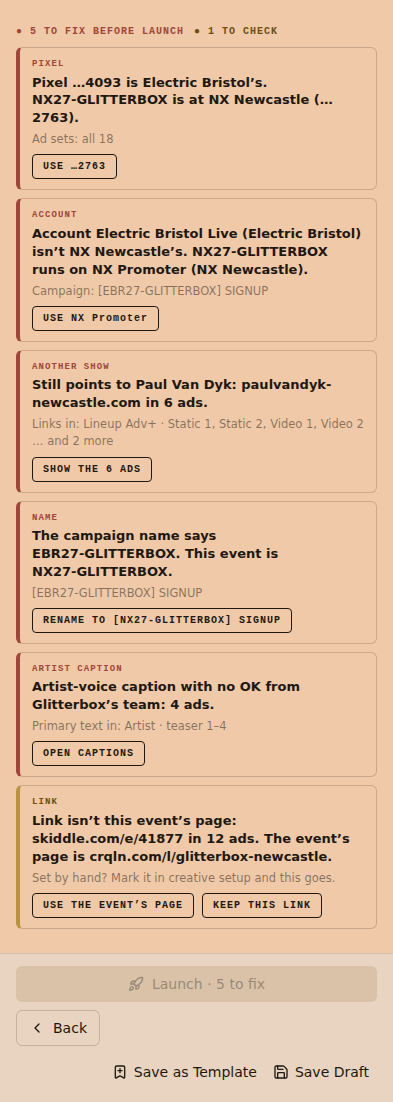 ● 5 TO FIX BEFORE LAUNCH ● 1 TO CHECK
PIXEL
Pixel …4093 is Electric Bristol’s.
NX27-GLITTERBOX is at NX Newcastle (…
2763).
Ad sets: all 18
USE …2763
ACCOUNT
Account Electric Bristol Live (Electric Bristol)
isn’t NX Newcastle’s. NX27-GLITTERBOX
runs on NX Promoter (NX Newcastle).
Campaign: [EBR27-GLITTERBOX] SIGNUP
USE NX Promoter
ANOTHER SHOW
Still points to Paul Van Dyk: paulvandyk-
newcastle.com in 6 ads.
Links in: Lineup Adv+ · Static 1, Static 2, Video 1, Video 2
… and 2 more
SHOW THE 6 ADS
NAME
The campaign name says
EBR27-GLITTERBOX. This event is
NX27-GLITTERBOX.
[EBR27-GLITTERBOX] SIGNUP
RENAME TO [NX27-GLITTERBOX] SIGNUP
ARTIST CAPTION
Artist-voice caption with no OK from
Glitterbox’s team: 4 ads.
Primary text in: Artist · teaser 1–4
OPEN CAPTIONS
LINK
Link isn’t this event’s page:
skiddle.com/e/41877 in 12 ads. The event’s
page is crqln.com/l/glitterbox-newcastle.
Set by hand? Mark it in creative setup and this goes.
USE THE EVENT’S PAGE KEEP THIS LINK
Launch · 5 to fix
Back
Save as Template Save Draft